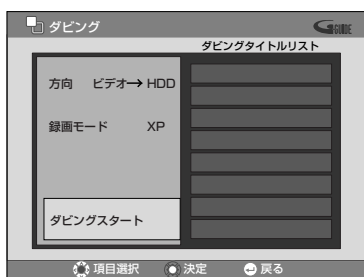 ダビング
GGUIDE
ダビングタイトルリスト
方向 ビデオ→HDD
録画モード XP
ダビングスタート
項目選択 決定 戻る